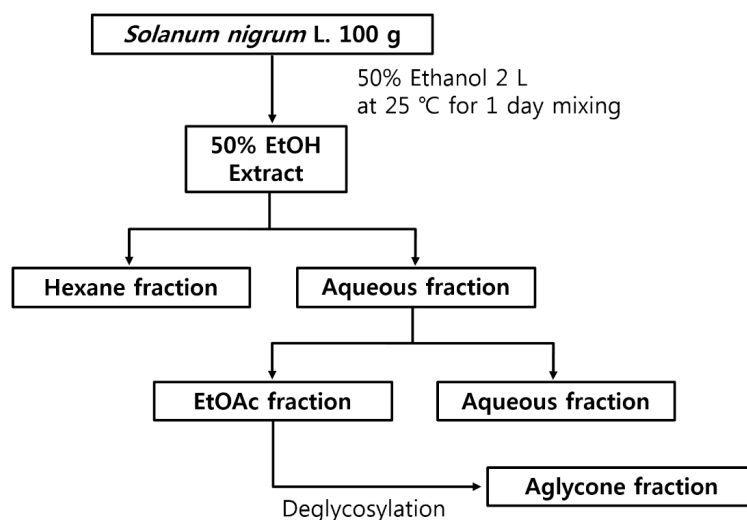 Solanum nigrum L. 100 g
50% Ethanol 2 L
at 25 ℃ for 1 day mixing
50% EtOH
Extract
Hexane fraction
Aqueous fraction
EtOAc fraction
Aqueous fraction
Aglycone fraction
Deglycosylation